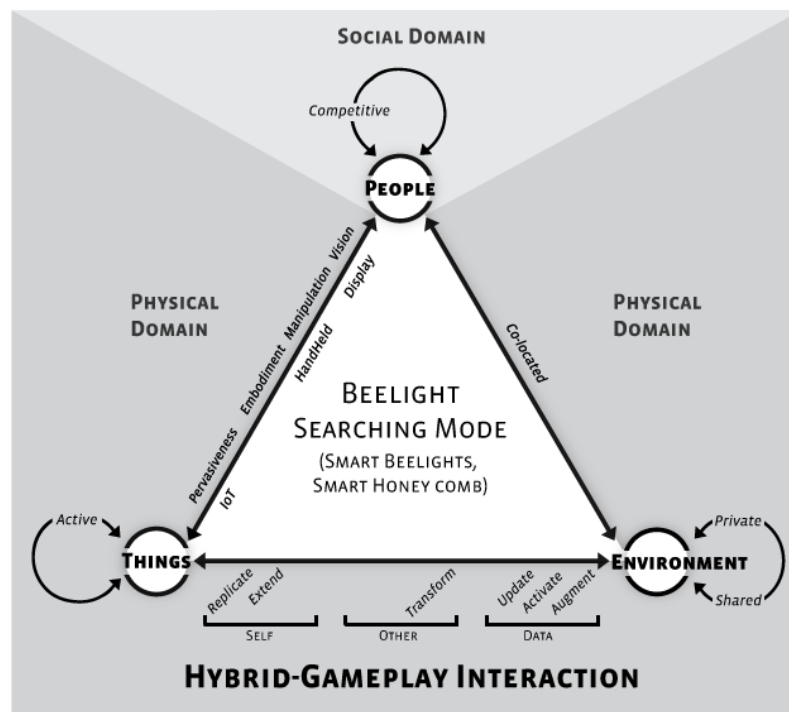 SOCIAL DOMAIN
Competitive
PEOPLE
PHYSICAL
DOMAIN
PHYSICAL
DOMAIN
Pervasiveness Embodiment Manipulation Vision
IoT HandHeld Display
Co-located
BEELIGHT
SEARCHING MODE
(SMART BEELIGHTS,
SMART HONEY COMB)
Active
THINGS
ENVIRONMENT
Private
Shared
Replicate
Extend
Transform
Update
Activate
Augment
SELF
OTHER
DATA
HYBRID-GAMEPLAY INTERACTION